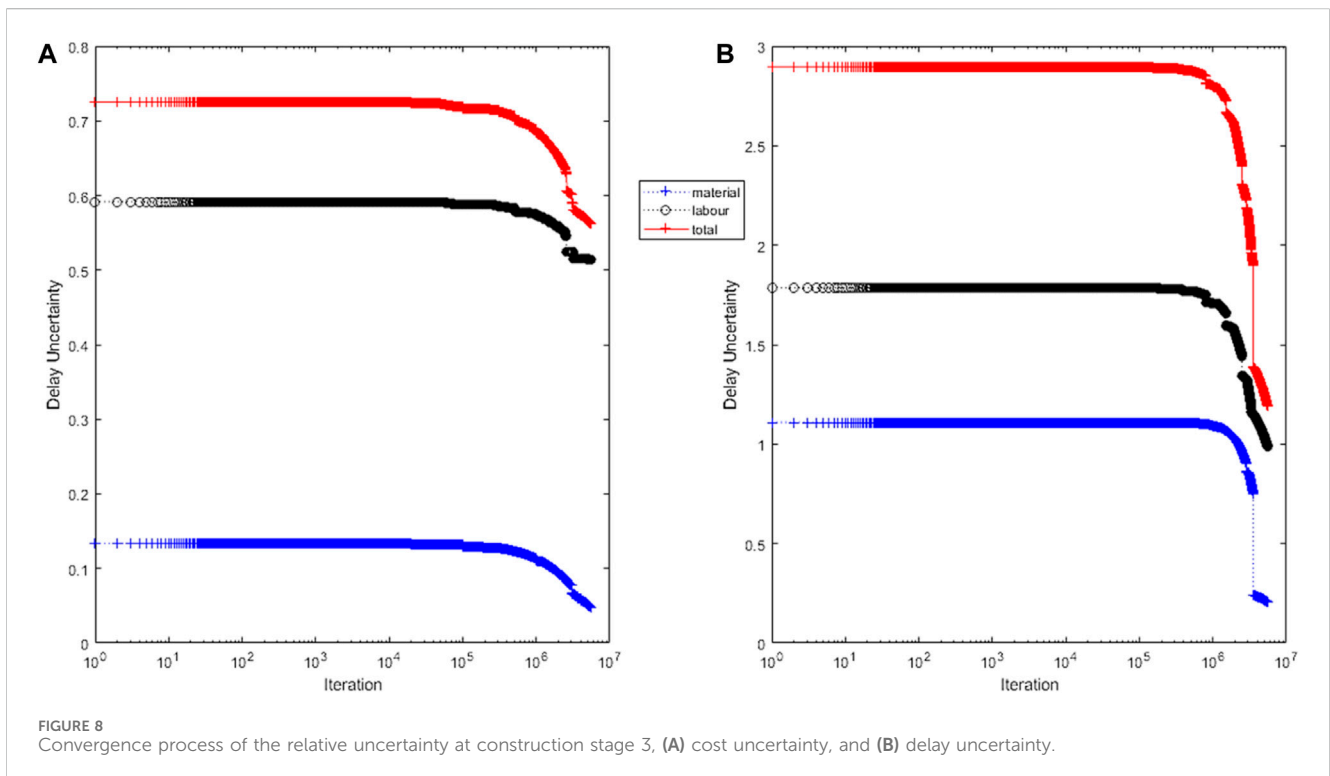 A
0.8
0.7
0.6
0.5
0.4
0.3
0.2
0.1
0
Delay Uncertainty
10^0
10^1
10^2
10^3
10^4
10^5
10^6
10^7
Iteration
material
labour
total
B
3
2.5
2
1.5
1
0.5
0
Delay Uncertainty
10^0
10^1
10^2
10^3
10^4
10^5
10^6
10^7
Iteration
FIGURE 8
Convergence process of the relative uncertainty at construction stage 3, (A) cost uncertainty, and (B) delay uncertainty.